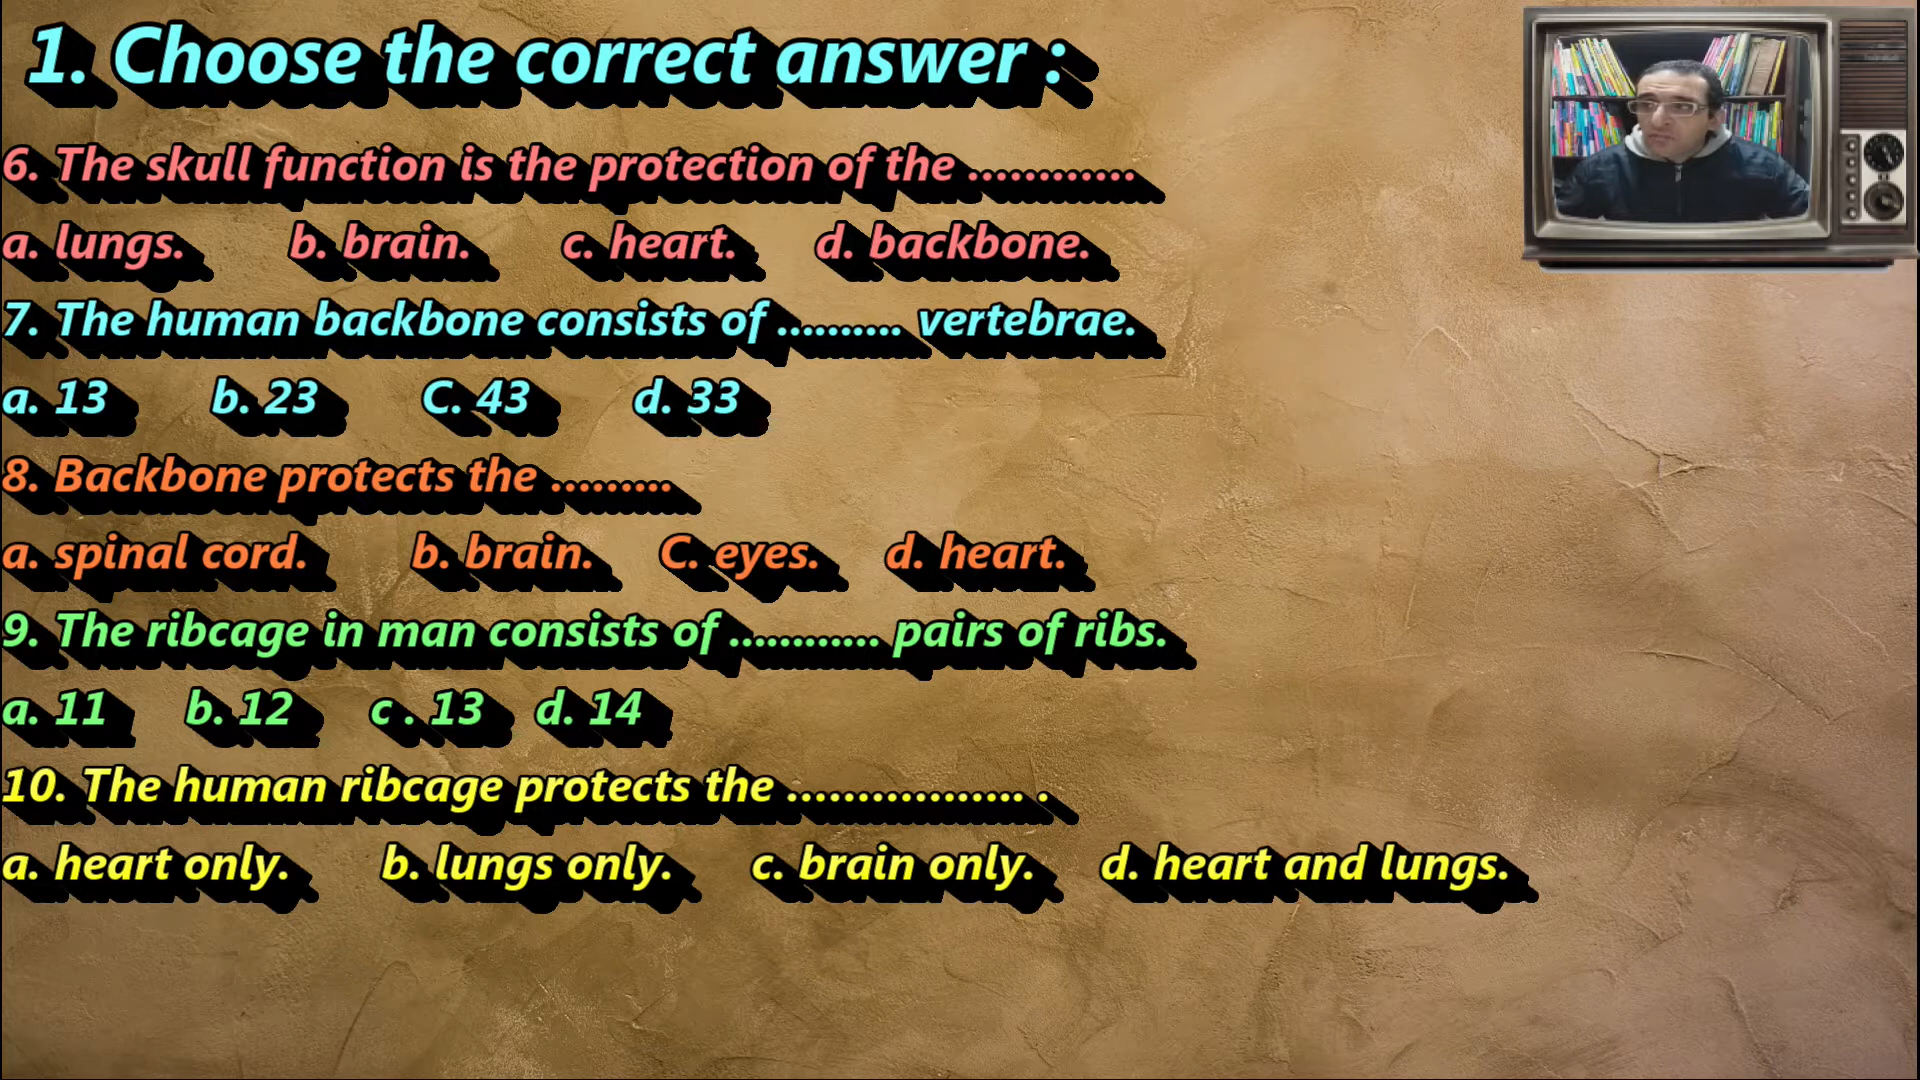 1. Choose the correct answer :
6. The skull function is the protection of the ............
a. lungs. b. brain. c. heart. d. backbone.
7. The human backbone consists of .......... vertebrae.
a. 13 b. 23 C. 43 d. 33
8. Backbone protects the .........
a. spinal cord. b. brain. C. eyes. d. heart.
9. The ribcage in man consists of ............ pairs of ribs.
a. 11 b. 12 c . 13 d. 14
10. The human ribcage protects the ................. .
a. heart only. b. lungs only. c. brain only. d. heart and lungs.